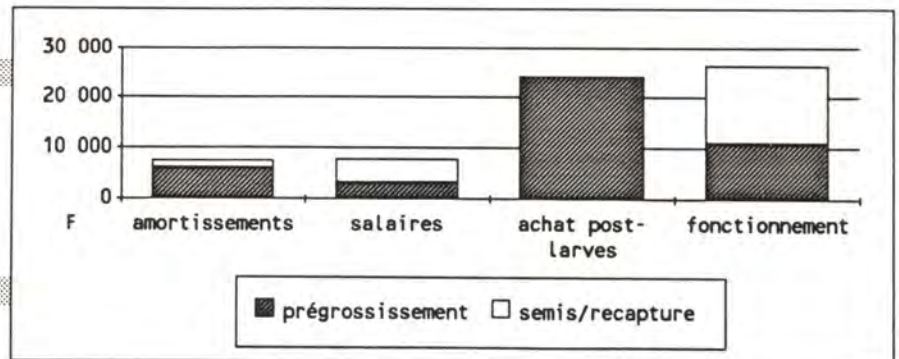 30 000
20 000
10 000
0
F amortissements salaires achat post- fonctionnement
larves
prégrossissement semis/recapture